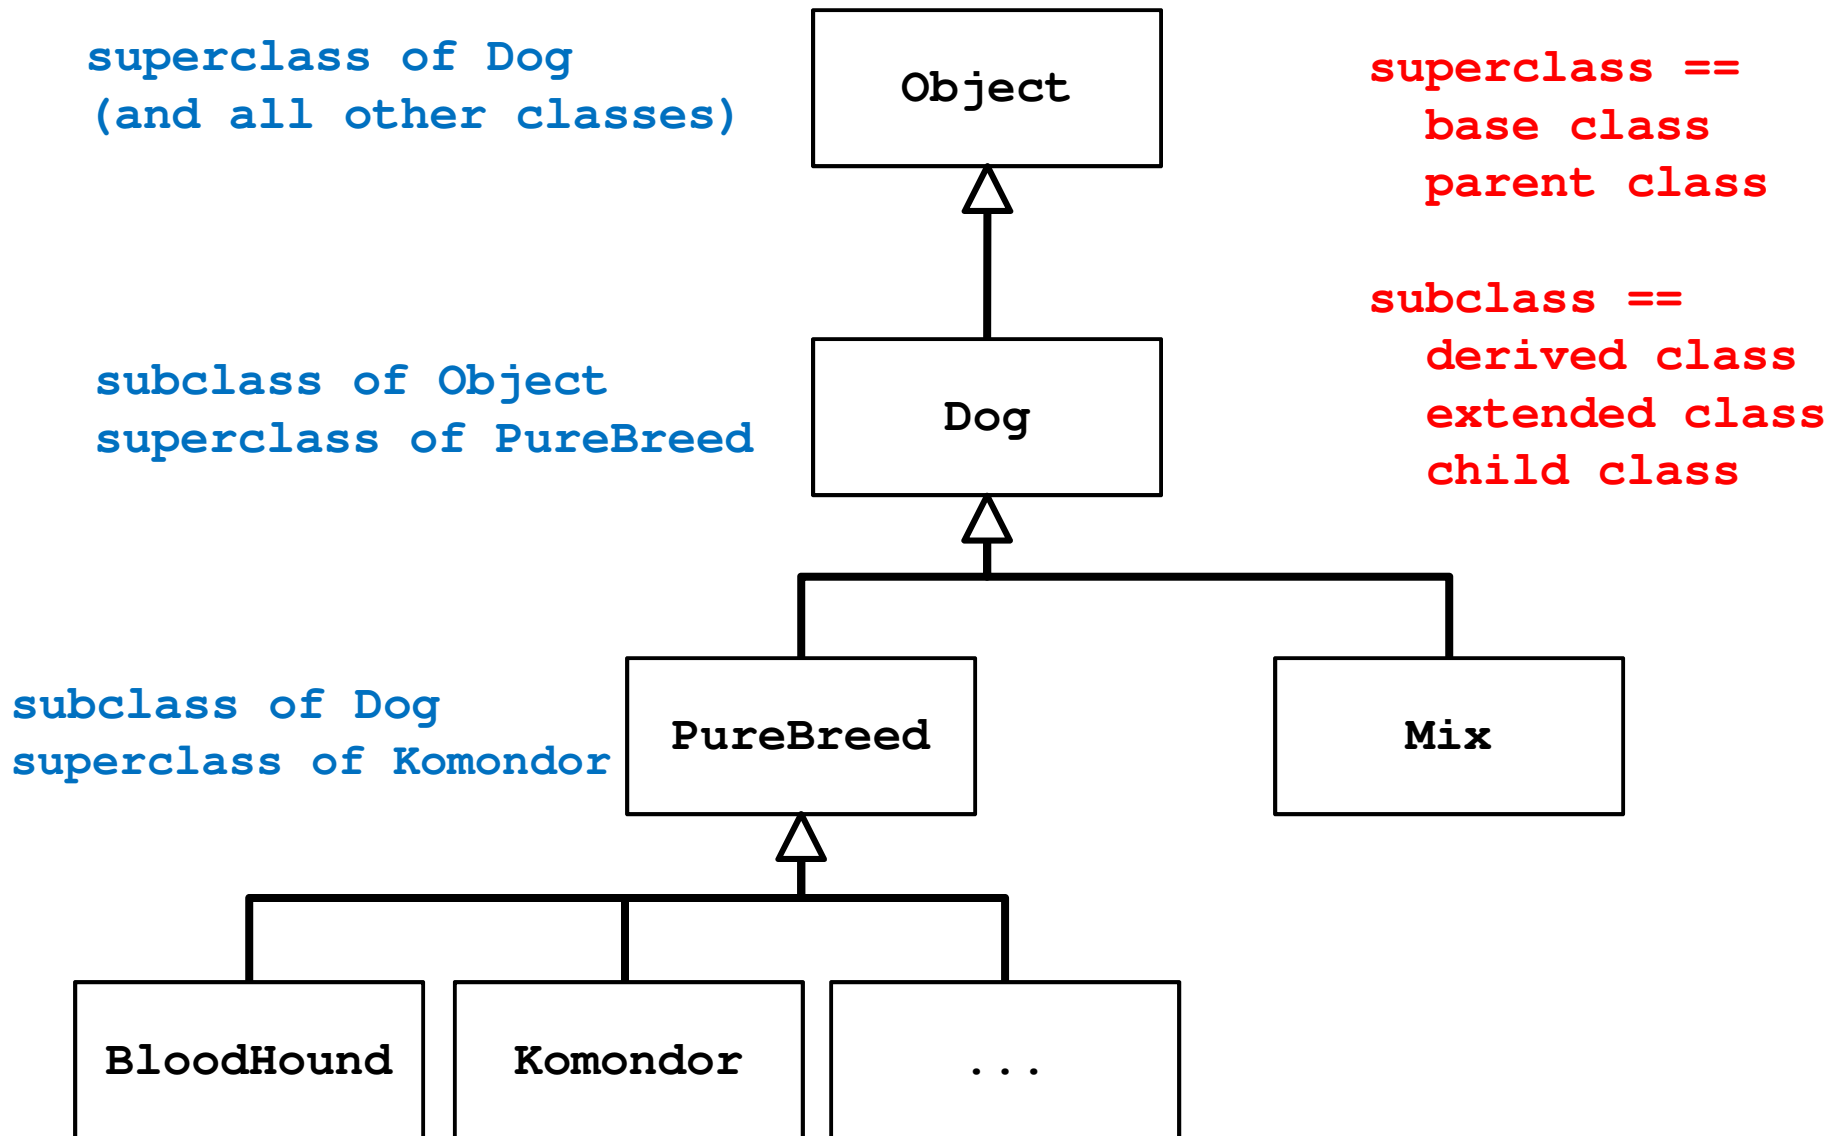 superclass of Dog
(and all other classes)
Object
superclass ==
base class
parent class
subclass ==
derived class
extended class
child class
subclass of Object
superclass of PureBreed
Dog
subclass of Dog
superclass of Komondor
PureBreed
Mix
BloodHound
Komondor
...